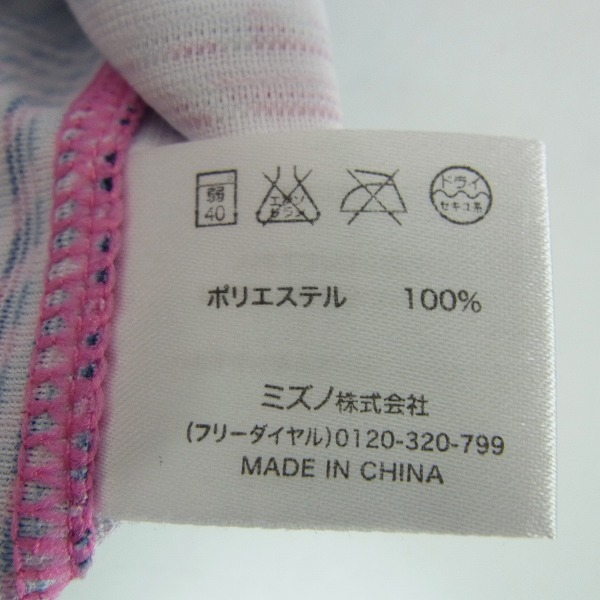 弱 40
エンソ サラシ
ドライ
セキユ系
ポリエステル 100%
ミズノ株式会社
(フリーダイヤル)0120-320-799
MADE IN CHINA